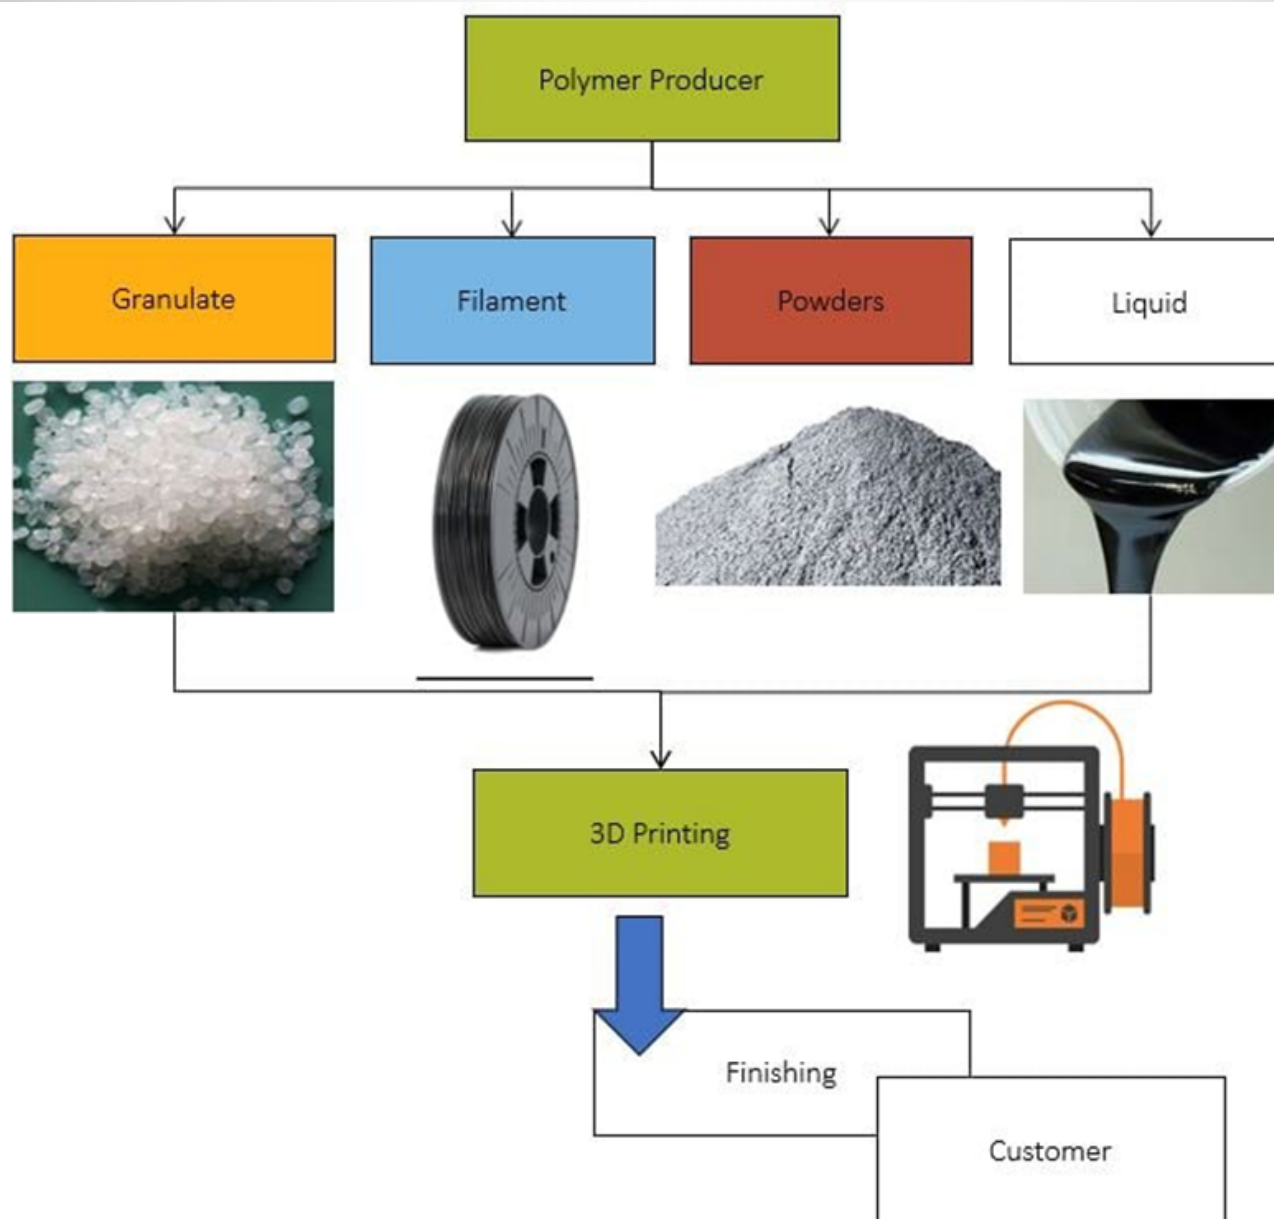 Polymer Producer
Granulate
Filament
Powders
Liquid
3D Printing
Finishing
Customer